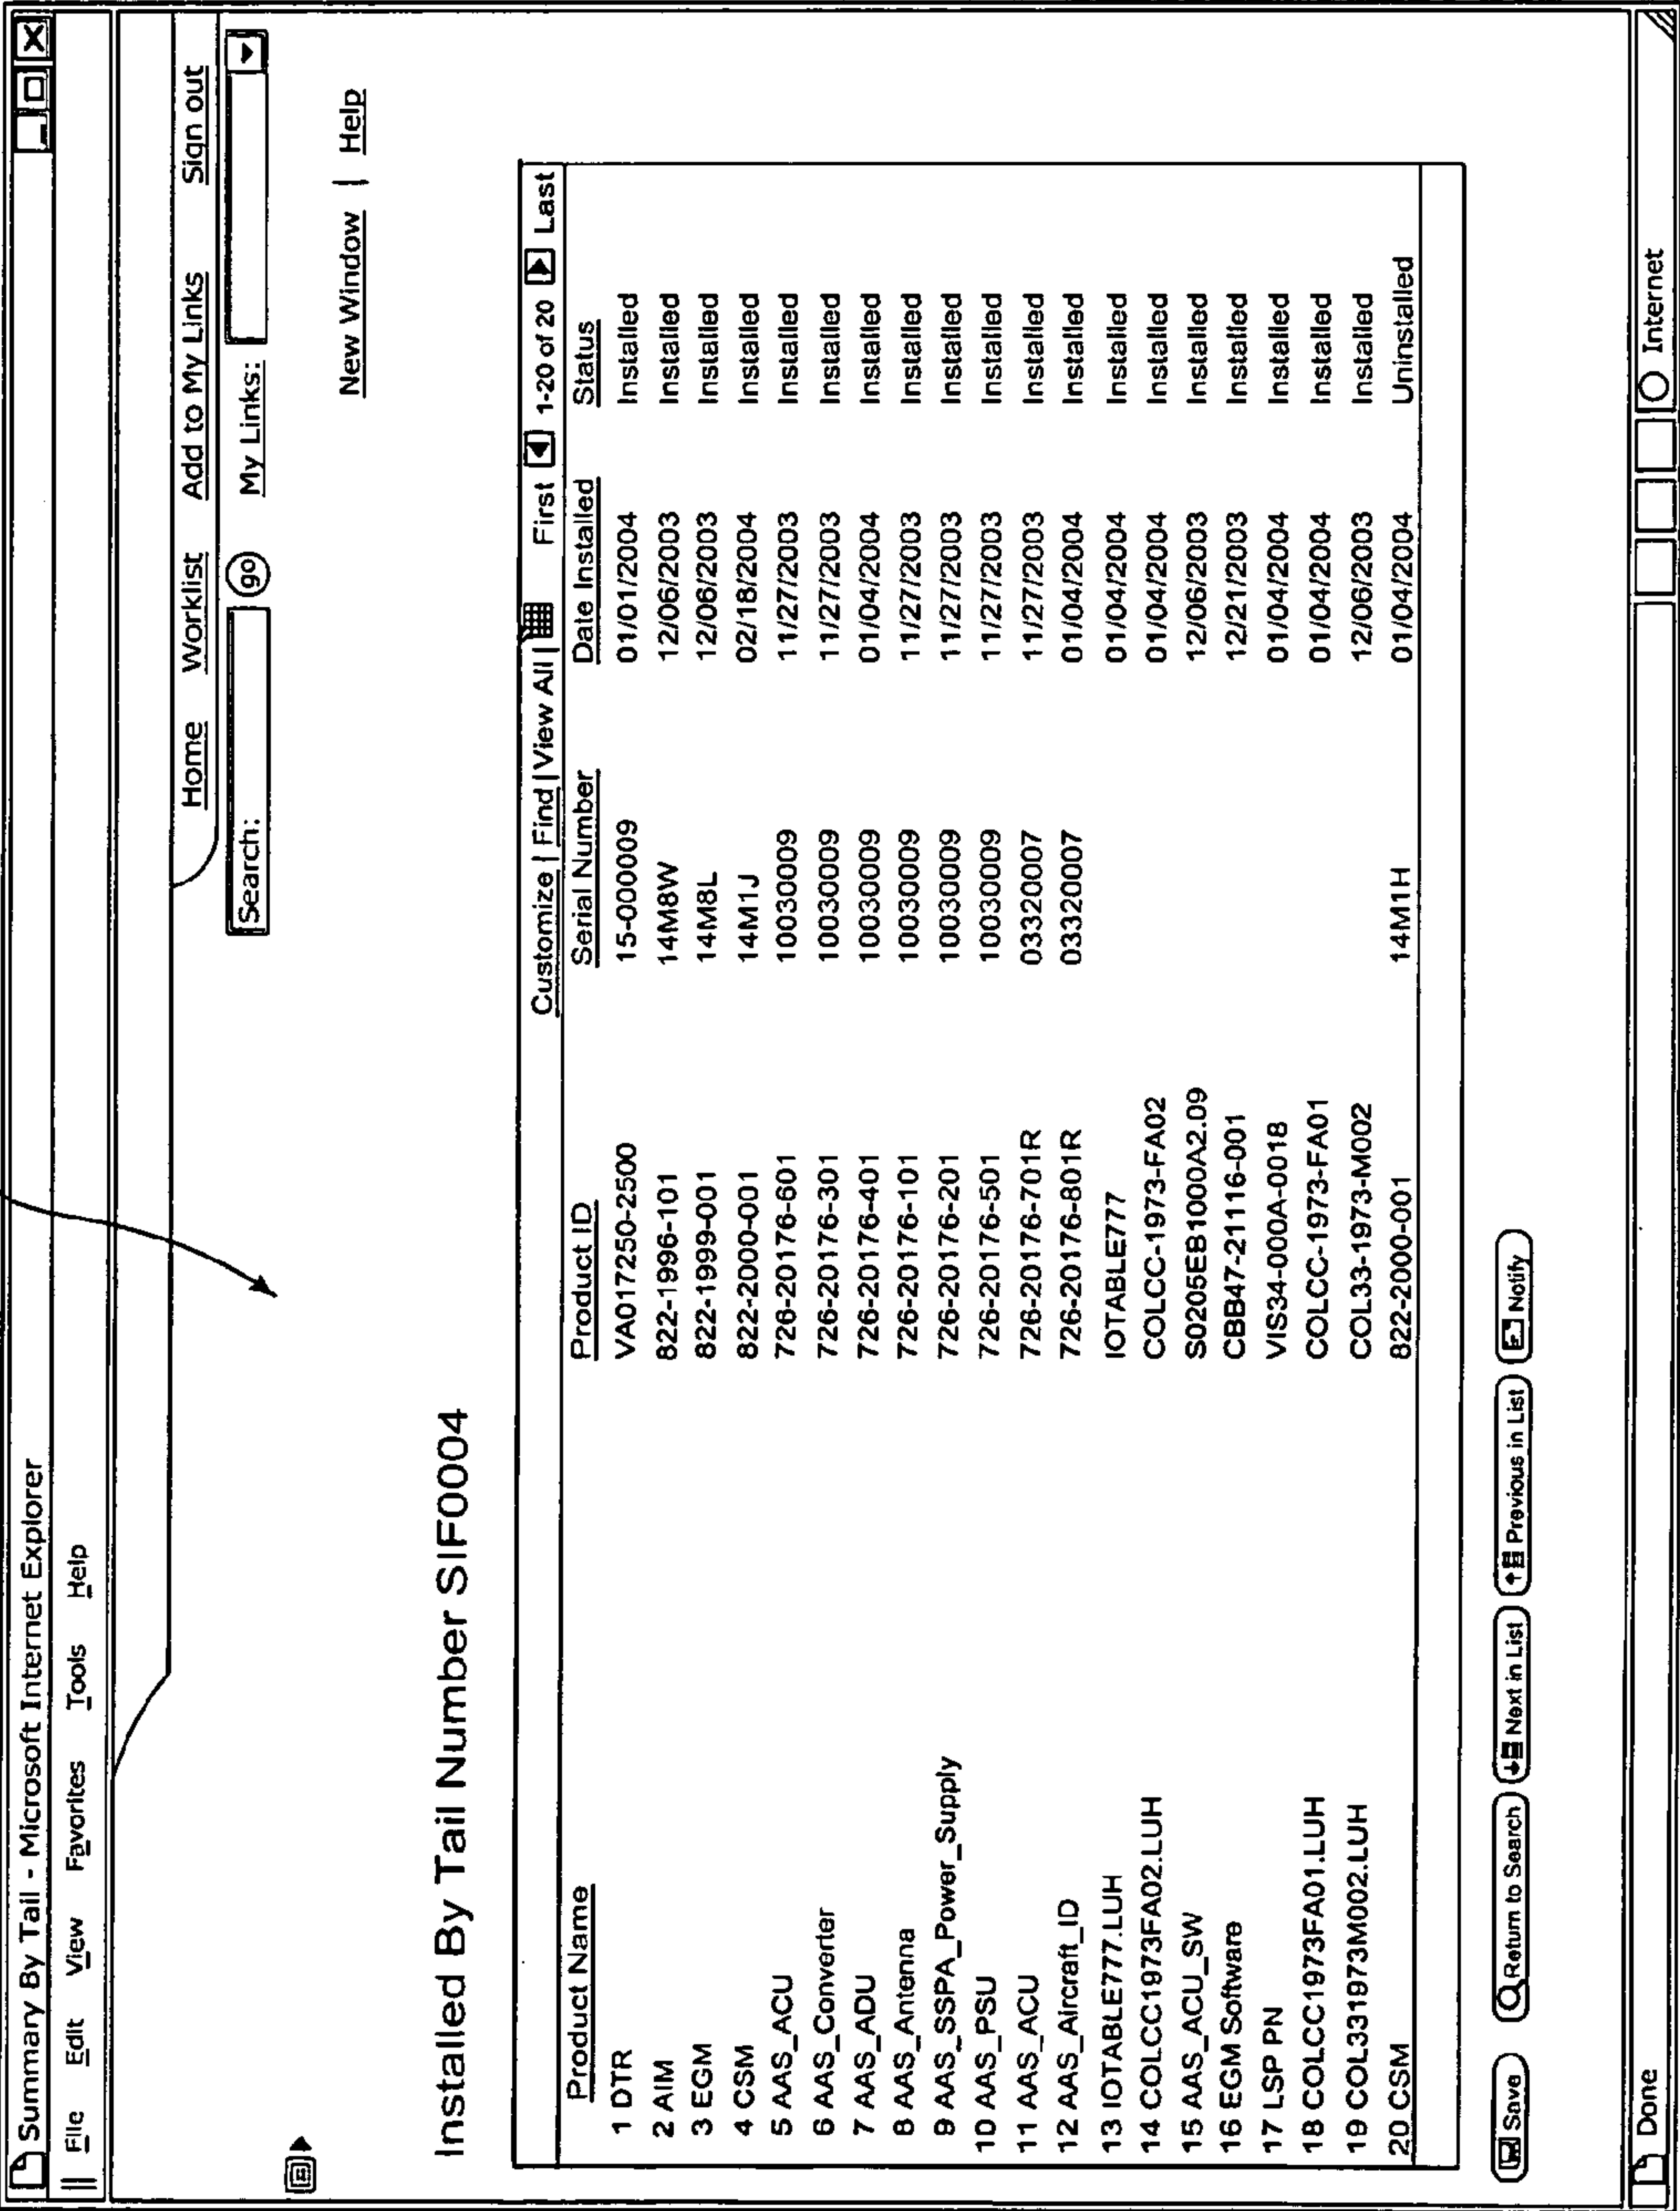 Summary By Tail - Microsoft Internet Explorer
File Edit View Favorites Tools Help
Home Worklist Add to My Links Sign out
Search: go My Links:
New Window | Help
Installed By Tail Number SIF0004
Customize | Find | View All | First 1-20 of 20 Last
Product Name Product ID Serial Number Date Installed Status
1 DTR VA017250-2500 15-000009 01/01/2004 Installed
2 AIM 822-1996-101 14M8W 12/06/2003 Installed
3 EGM 822-1999-001 14M8L 12/06/2003 Installed
4 CSM 822-2000-001 14M1J 02/18/2004 Installed
5 AAS_ACU 726-20176-601 10030009 11/27/2003 Installed
6 AAS_Converter 726-20176-301 10030009 11/27/2003 Installed
7 AAS_ADU 726-20176-401 10030009 01/04/2004 Installed
8 AAS_Antenna 726-20176-101 10030009 11/27/2003 Installed
9 AAS_SSPA_Power_Supply 726-20176-201 10030009 11/27/2003 Installed
10 AAS_PSU 726-20176-501 10030009 11/27/2003 Installed
11 AAS_ACU 726-20176-701R 03320007 11/27/2003 Installed
12 AAS_Aircraft_ID 726-20176-801R 03320007 01/04/2004 Installed
13 IOTABLE777.LUH IOTABLE777 01/04/2004 Installed
14 COLCC1973FA02.LUH COLCC-1973-FA02 01/04/2004 Installed
15 AAS_ACU_SW S0205EB1000A2.09 12/06/2003 Installed
16 EGM Software CBB47-21116-001 12/21/2003 Installed
17 LSP PN VIS34-000A-0018 01/04/2004 Installed
18 COLCC1973FA01.LUH COLCC-1973-FA01 01/04/2004 Installed
19 COL331973M002.LUH COL33-1973-M002 12/06/2003 Installed
20 CSM 822-2000-001 14M1H 01/04/2004 Uninstalled
Save Return to Search Next in List Previous in List Notify
Done Internet